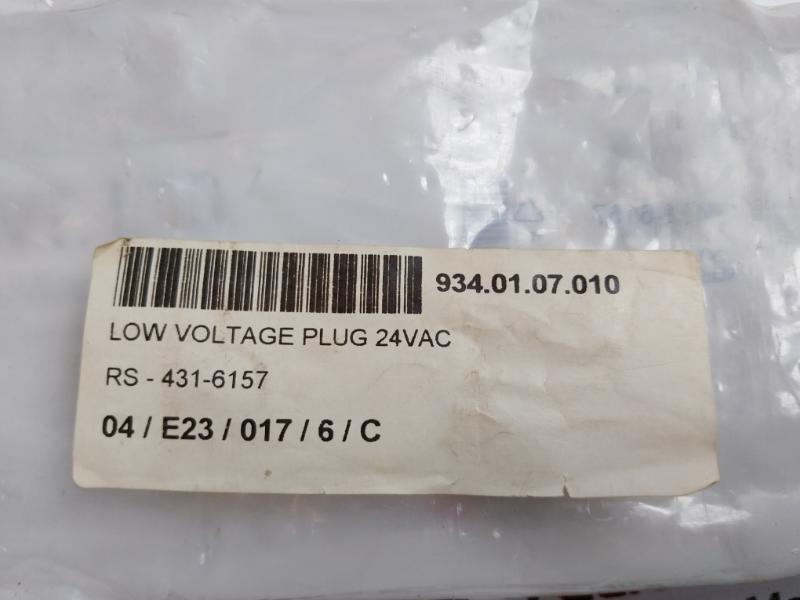 934.01.07.010
LOW VOLTAGE PLUG 24VAC
RS - 431-6157
04 / E23 / 017 / 6 / C